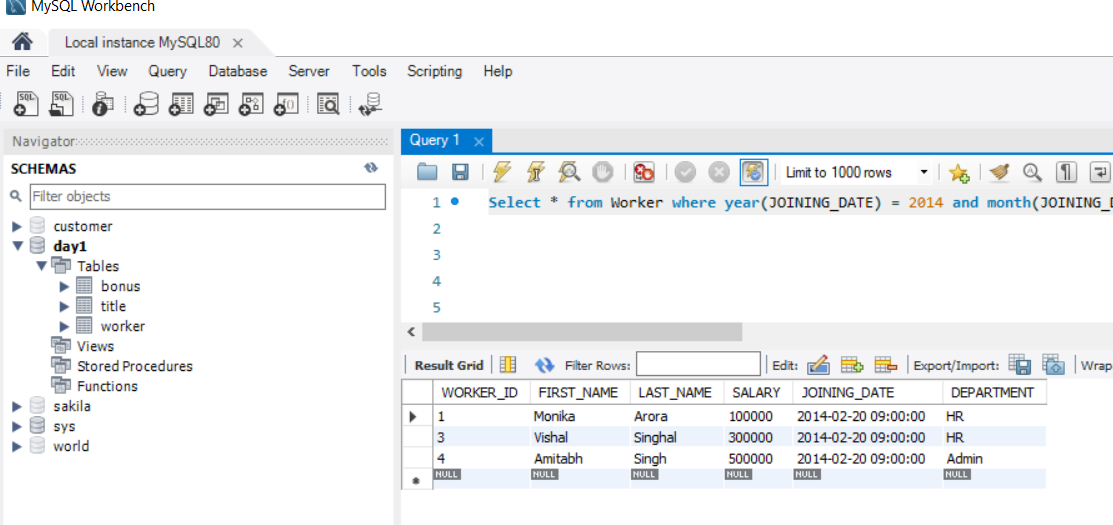 MySQL Workbench
Local instance MySQL80
File Edit View Query Database Server Tools Scripting Help
SQL SQL
Navigator
SCHEMAS
Filter objects
customer
day1
Tables
bonus
title
worker
Views
Stored Procedures
Functions
sakila
sys
world
Query 1
Limit to 1000 rows
1 Select * from Worker where year(JOINING_DATE) = 2014 and month(JOINING_D
2
3
4
5
Result Grid Filter Rows: Edit: Export/Import: Wrap
WORKER_ID FIRST_NAME LAST_NAME SALARY JOINING_DATE DEPARTMENT
1 Monika Arora 100000 2014-02-20 09:00:00 HR
3 Vishal Singhal 300000 2014-02-20 09:00:00 HR
4 Amitabh Singh 500000 2014-02-20 09:00:00 Admin
NULL NULL NULL NULL NULL NULL